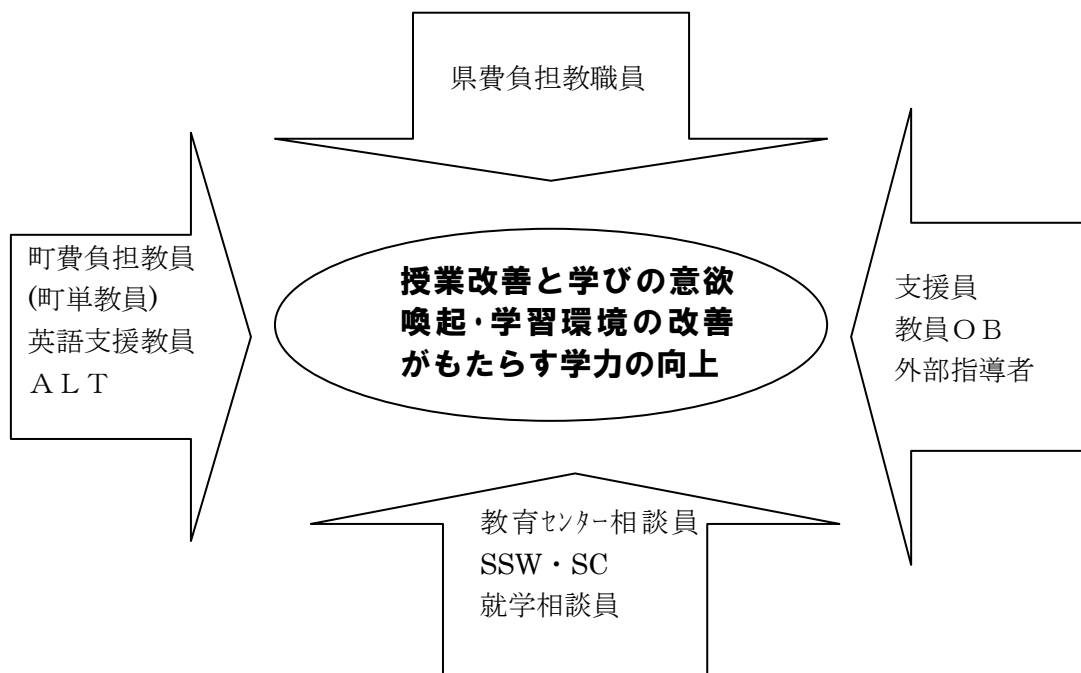 県費負担教職員
町費負担教員
(町単教員)
英語支援教員
ＡＬＴ
授業改善と学びの意欲
喚起・学習環境の改善
がもたらす学力の向上
支援員
教員ＯＢ
外部指導者
教育ｾﾝﾀｰ相談員
SSW・SC
就学相談員